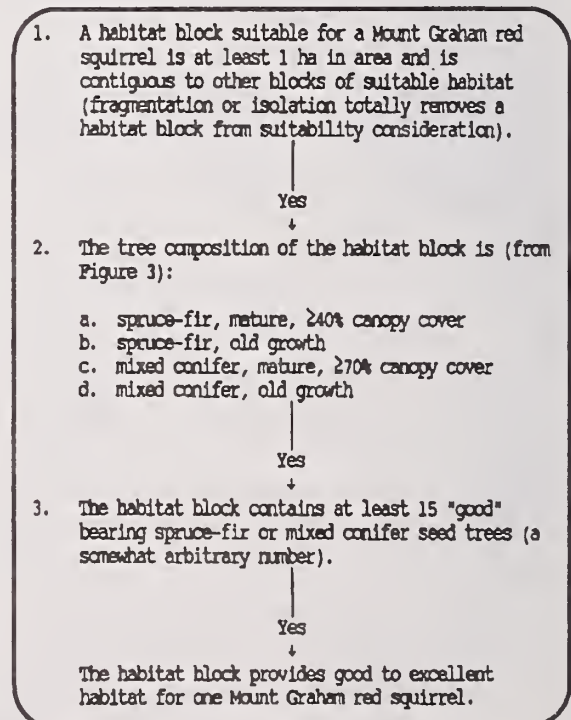 1. A habitat block suitable for a Mount Graham red
squirrel is at least 1 ha in area and is
contiguous to other blocks of suitable habitat
(fragmentation or isolation totally removes a
habitat block from suitability consideration).
Yes
2. The tree composition of the habitat block is (from
Figure 3):
a. spruce-fir, mature, ≥40% canopy cover
b. spruce-fir, old growth
c. mixed conifer, mature, ≥70% canopy cover
d. mixed conifer, old growth
Yes
3. The habitat block contains at least 15 "good"
bearing spruce-fir or mixed conifer seed trees (a
somewhat arbitrary number).
Yes
The habitat block provides good to excellent
habitat for one Mount Graham red squirrel.